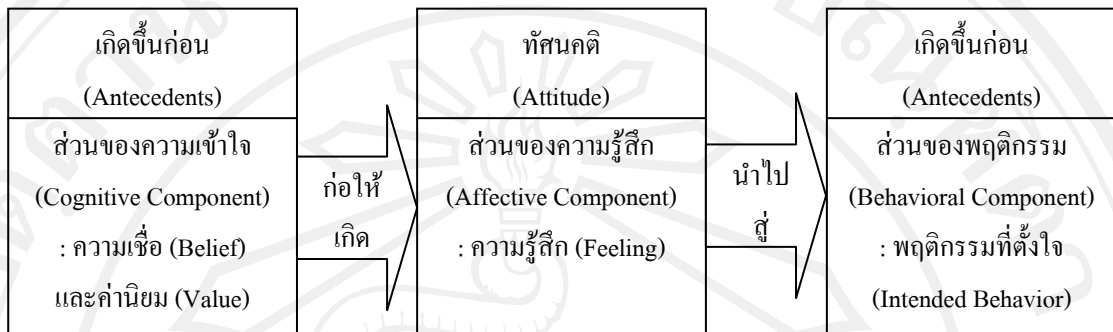 เกิดขึ้นก่อน
(Antecedents)
ส่วนของความเข้าใจ
(Cognitive Component)
: ความเชื่อ (Belief)
และค่านิยม (Value)
ก่อให้
เกิด
ทัศนคติ
(Attitude)
ส่วนของความรู้สึก
(Affective Component)
: ความรู้สึก (Feeling)
นำไป
สู่
เกิดขึ้นก่อน
(Antecedents)
ส่วนของพฤติกรรม
(Behavioral Component)
: พฤติกรรมที่ตั้งใจ
(Intended Behavior)